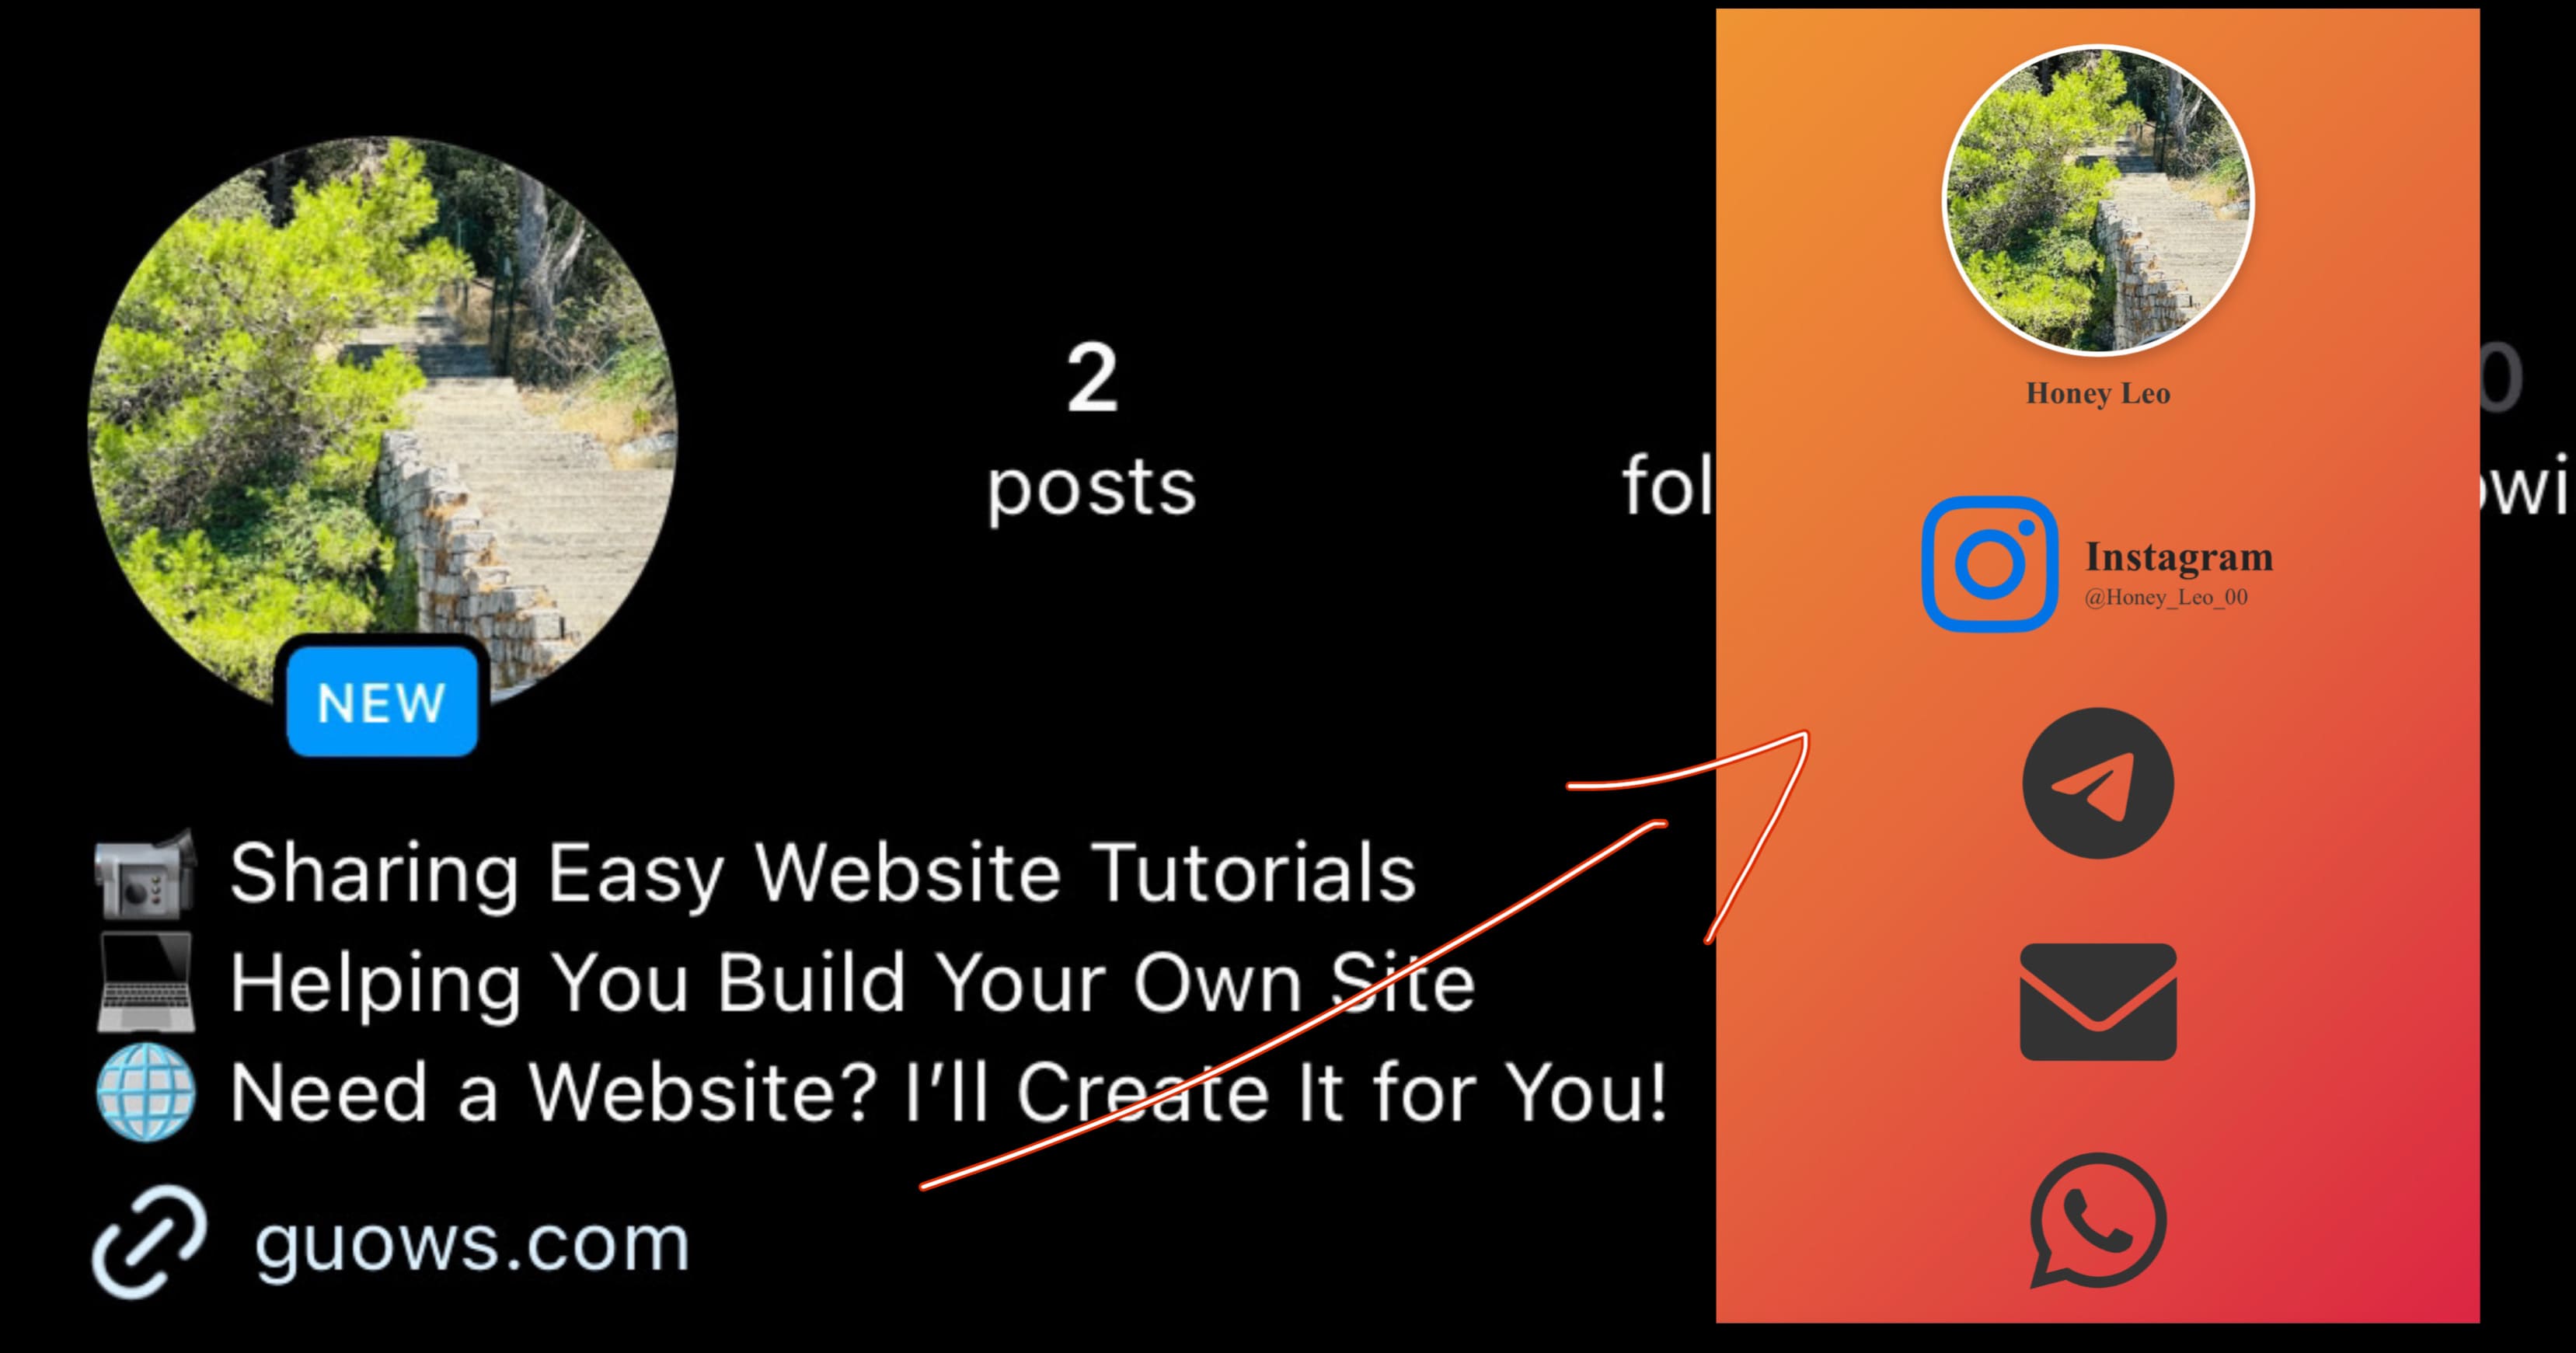 2
posts
fol
0
owi
NEW
Sharing Easy Website Tutorials
Helping You Build Your Own Site
Need a Website? I’ll Create It for You!
guows.com
Honey Leo
Instagram
@Honey_Leo_00